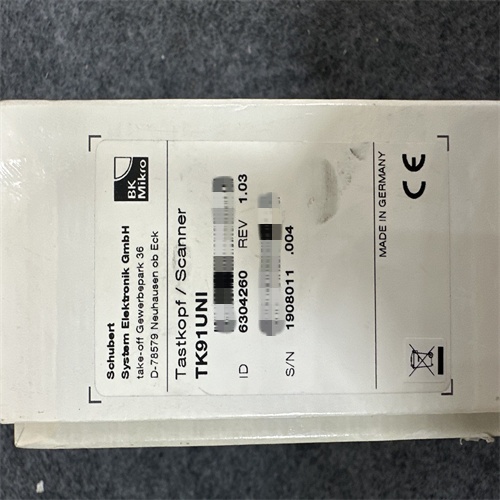 BK
Mikro
Schubert
System Elektronik GmbH
take-off Gewerbepark 36
D-78579 Neuhausen ob Eck
Tastkopf / Scanner
TK91UNI
ID 6304260 REV 1.03
S/N 1908011 .004
MADE IN GERMANY
CE